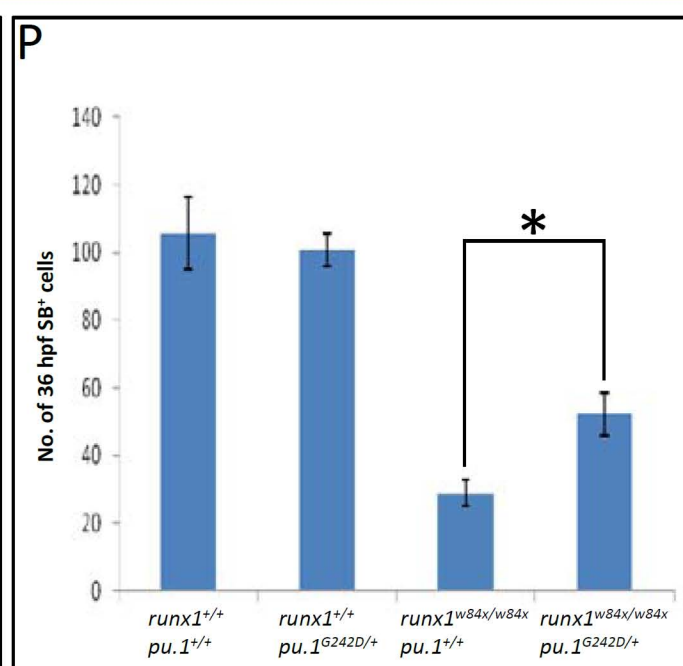 P
140
120
100
80
60
40
20
0
No. of 36 hpf SB⁺ cells
*
runx1⁺/⁺ runx1⁺/⁺ runx1ʷ⁸⁴ˣ/ʷ⁸⁴ˣ runx1ʷ⁸⁴ˣ/ʷ⁸⁴ˣ
pu.1⁺/⁺ pu.1ᴳ²⁴²ᴰ/⁺ pu.1⁺/⁺ pu.1ᴳ²⁴²ᴰ/⁺